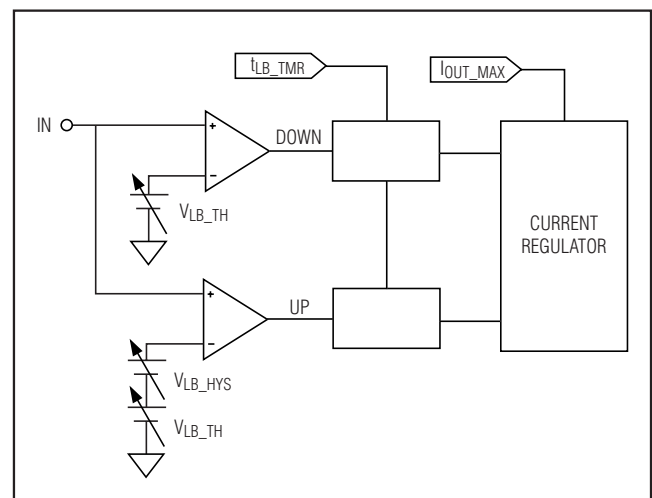 tLB_TMR
IOUT_MAX
IN
+
DOWN
−
VLB_TH
CURRENT
REGULATOR
+
UP
−
VLB_HYS
VLB_TH